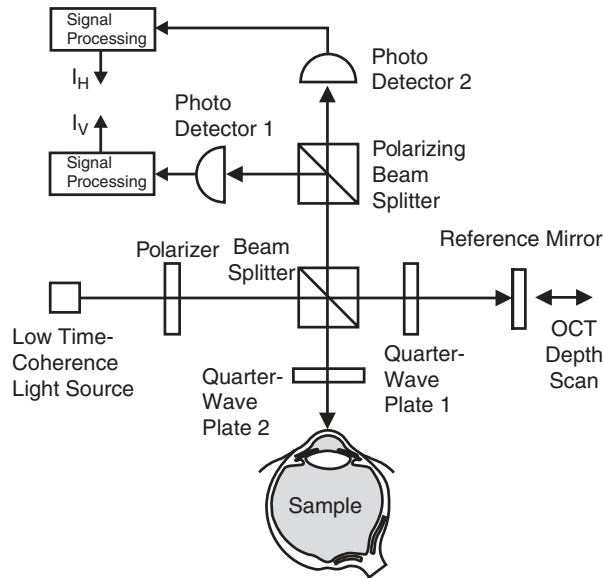 Signal
Processing
I_H
I_V
Signal
Processing
Photo
Detector 1
Photo
Detector 2
Polarizing
Beam
Splitter
Polarizer
Beam
Splitter
Reference Mirror
Low Time-
Coherence
Light Source
Quarter-
Wave
Plate 2
Quarter-
Wave
Plate 1
OCT
Depth
Scan
Sample